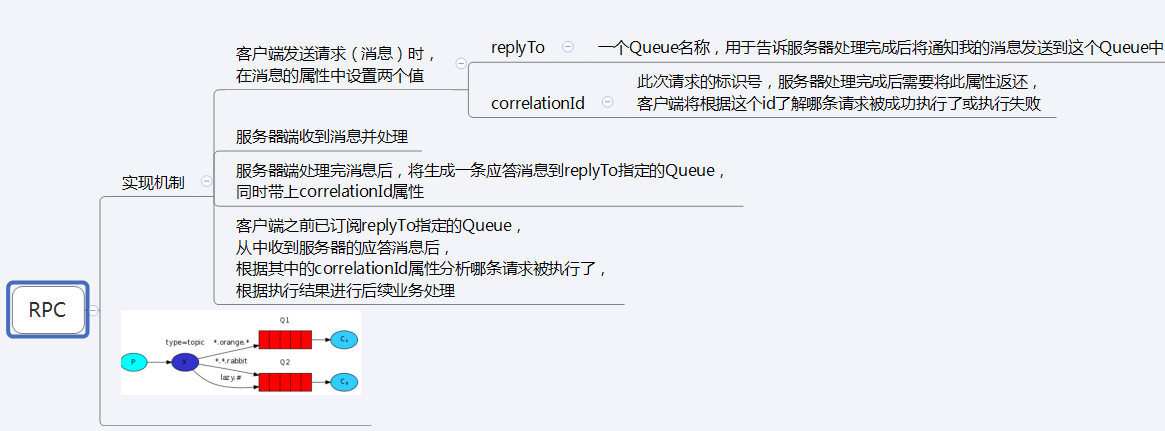 客户端发送请求（消息）时，
在消息的属性中设置两个值
replyTo
一个Queue名称，用于告诉服务器处理完成后将通知我的消息发送到这个Queue中
correlationId
此次请求的标识号，服务器处理完成后需要将此属性返还，
客户端将根据这个id了解哪条请求被成功执行了或执行失败
服务器端收到消息并处理
实现机制
服务器端处理完消息后，将生成一条应答消息到replyTo指定的Queue，
同时带上correlationId属性
客户端之前已订阅replyTo指定的Queue，
从中收到服务器的应答消息后，
根据其中的correlationId属性分析哪条请求被执行了，
根据执行结果进行后续业务处理
RPC
Q1
type=topic
*.orange.*
C₁
P
X
*.*.rabbit
Q2
lazy.#
C₂